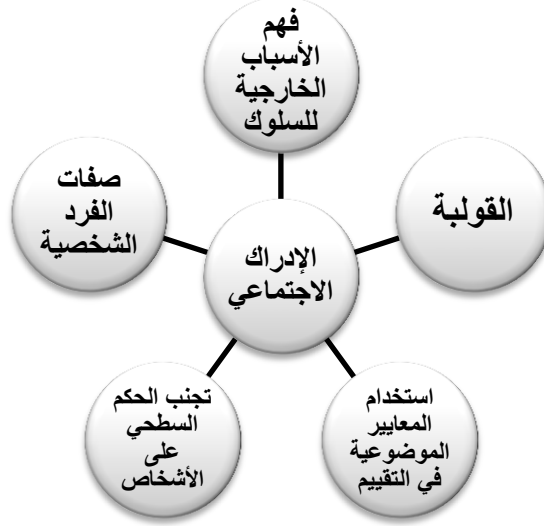 فهم
الأسباب
الخارجية
للسلوك
القولبة
صفات
الفرد
الشخصية
الإدراك
الاجتماعي
استخدام
المعايير
الموضوعية
في التقييم
تجنب الحكم
السطحي
على
الأشخاص